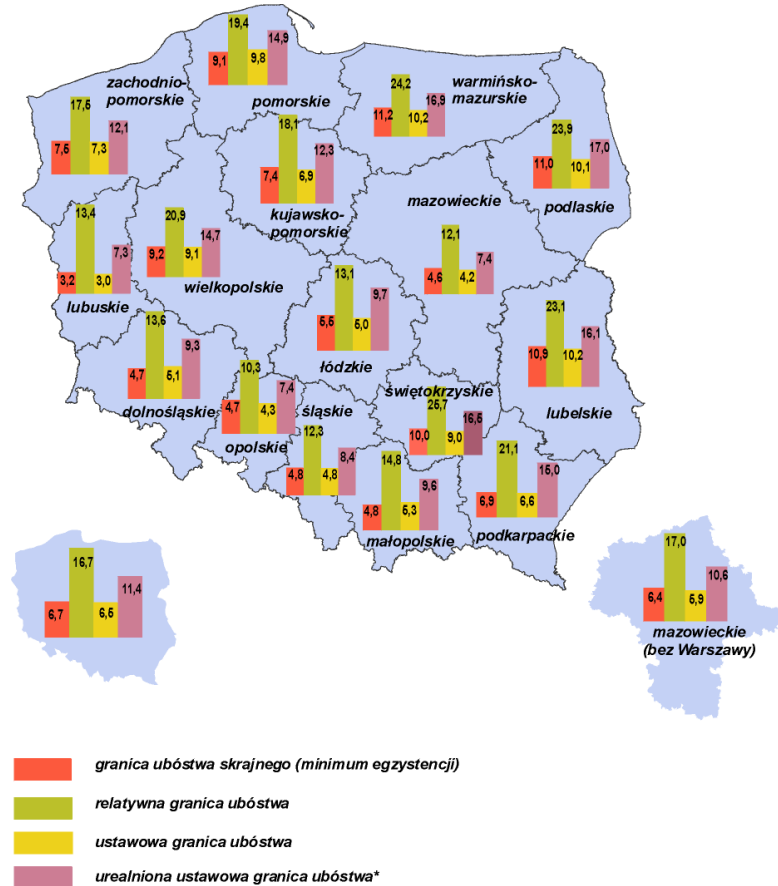 19,4
9,1
9,8
14,9
pomorskie
zachodnio-
pomorskie
17,5
7,5
7,3
12,1
warmińsko-
mazurskie
24,2
11,2
10,2
16,9
18,1
7,4
6,9
12,3
kujawsko-
pomorskie
23,9
11,0
10,1
17,0
podlaskie
mazowieckie
12,1
4,6
4,2
7,4
13,4
3,2
3,0
7,3
lubuskie
20,9
9,2
9,1
14,7
wielkopolskie
13,1
5,5
5,0
9,7
łódzkie
23,1
10,9
10,2
16,1
lubelskie
13,6
4,7
5,1
9,3
dolnośląskie
10,3
4,7
4,3
7,4
opolskie
śląskie
12,3
4,8
4,8
8,4
świętokrzyskie
25,7
10,0
9,0
16,5
14,8
4,8
5,3
9,6
małopolskie
21,1
6,9
6,6
15,0
podkarpackie
16,7
6,7
6,5
11,4
17,0
6,4
5,9
10,6
mazowieckie
(bez Warszawy)
granica ubóstwa skrajnego (minimum egzystencji)
relatywna granica ubóstwa
ustawowa granica ubóstwa
urealniona ustawowa granica ubóstwa*